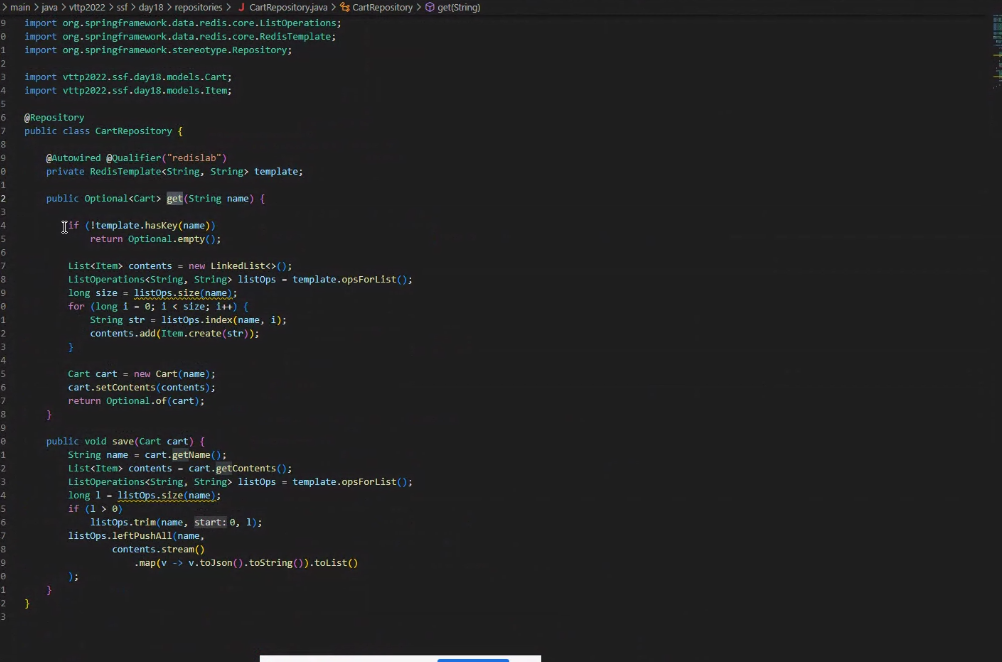 > main > java > vttp2022 > ssf > day18 > repositories > J CartRepository.java > CartRepository > get(String)
9 import org.springframework.data.redis.core.ListOperations;
0 import org.springframework.data.redis.core.RedisTemplate;
1 import org.springframework.stereotype.Repository;
2
3 import vttp2022.ssf.day18.models.Cart;
4 import vttp2022.ssf.day18.models.Item;
5
6 @Repository
7 public class CartRepository {
8
9 @Autowired @Qualifier("redislab")
0 private RedisTemplate<String, String> template;
1
2 public Optional<Cart> get(String name) {
3
4 if (!template.hasKey(name))
5 return Optional.empty();
6
7 List<Item> contents = new LinkedList<>();
8 ListOperations<String, String> listOps = template.opsForList();
9 long size = listOps.size(name);
0 for (long i = 0; i < size; i++) {
1 String str = listOps.index(name, i);
2 contents.add(Item.create(str));
3 }
4
5 Cart cart = new Cart(name);
6 cart.setContents(contents);
7 return Optional.of(cart);
8 }
9
0 public void save(Cart cart) {
1 String name = cart.getName();
2 List<Item> contents = cart.getContents();
3 ListOperations<String, String> listOps = template.opsForList();
4 long l = listOps.size(name);
5 if (l > 0)
6 listOps.trim(name, start: 0, l);
7 listOps.leftPushAll(name,
8 contents.stream()
9 .map(v -> v.toJson().toString()).toList()
0 );
1 }
2 }
3